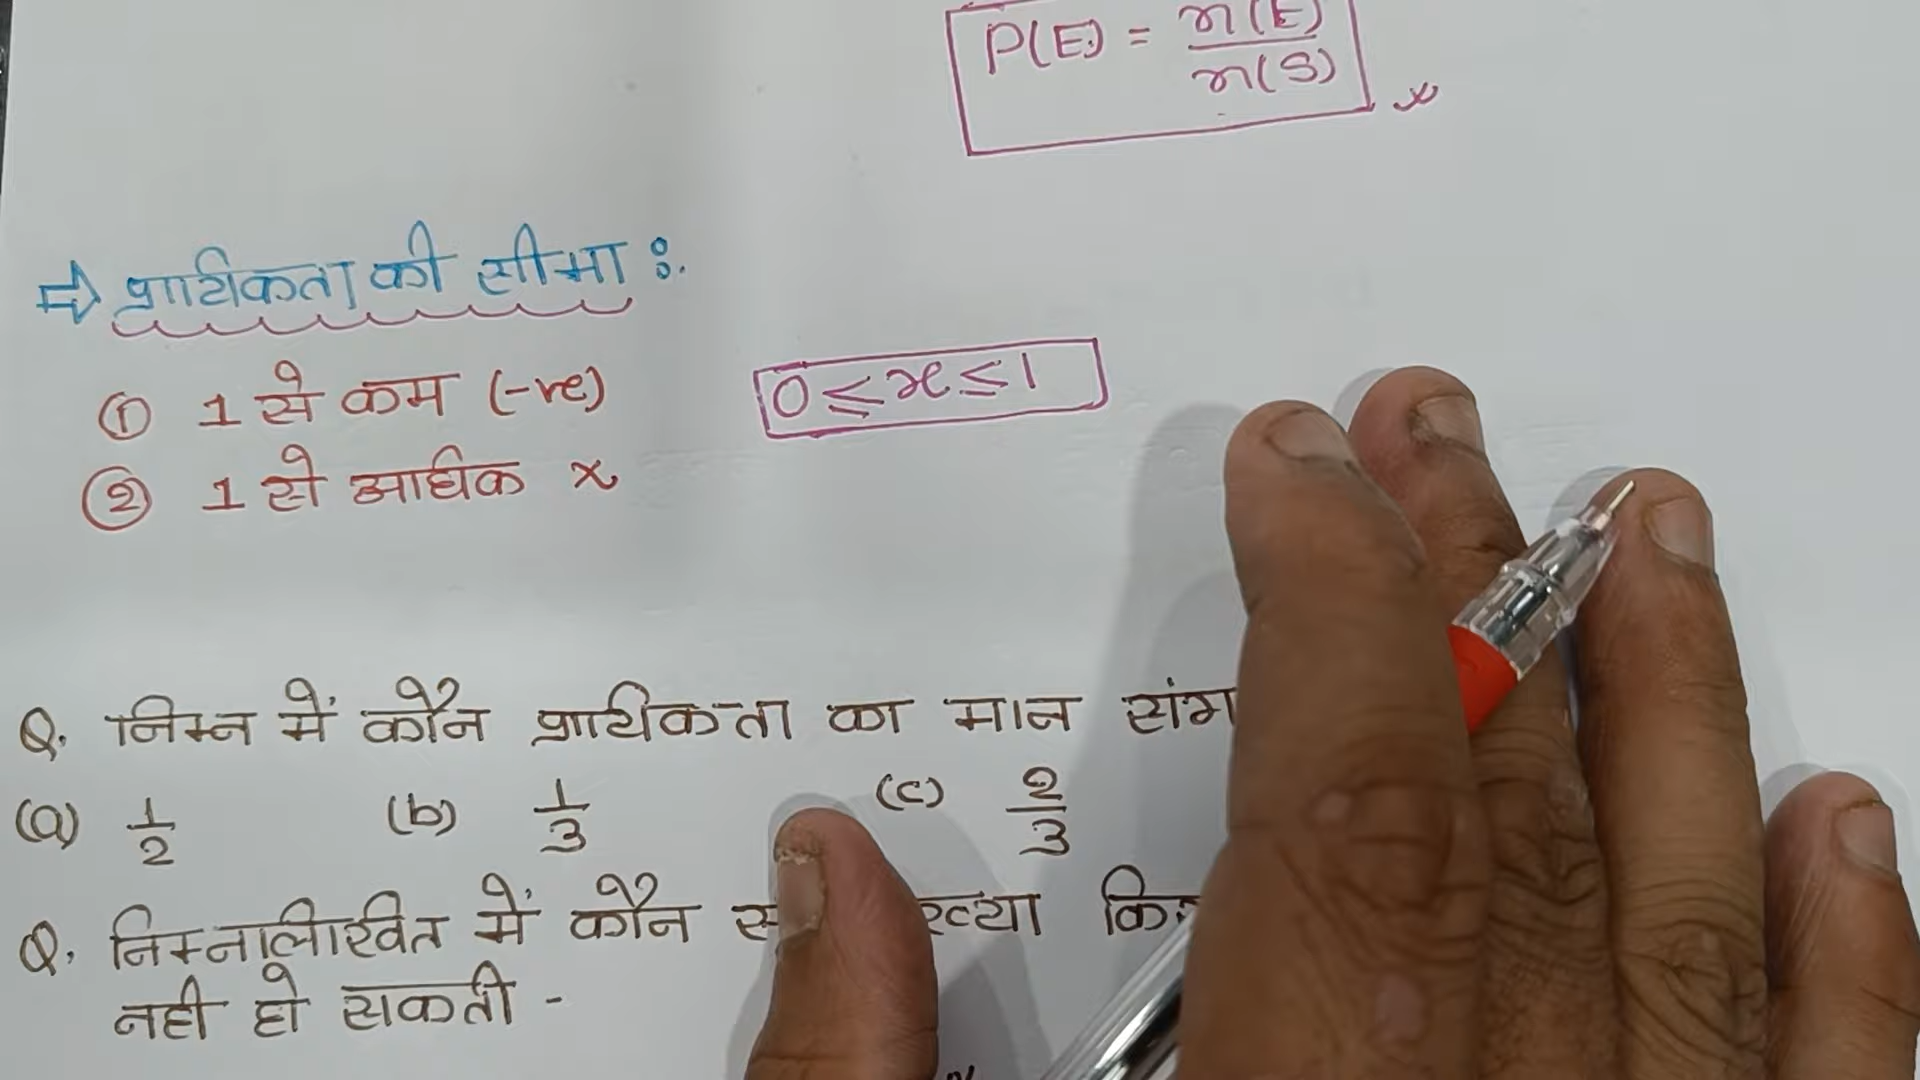 P(E) = n(E)/n(S)
⇒ प्रायिकता की सीमा :.
① 1 से कम (-ve)
0 ≤ x ≤ 1
② 1 से अधिक x
Q. निम्न में कौन प्रायिकता का मान
(a) 1/2 (b) 1/3 (c) 2/3
Q. निम्नलिखित में कौन
नही हो सकती -